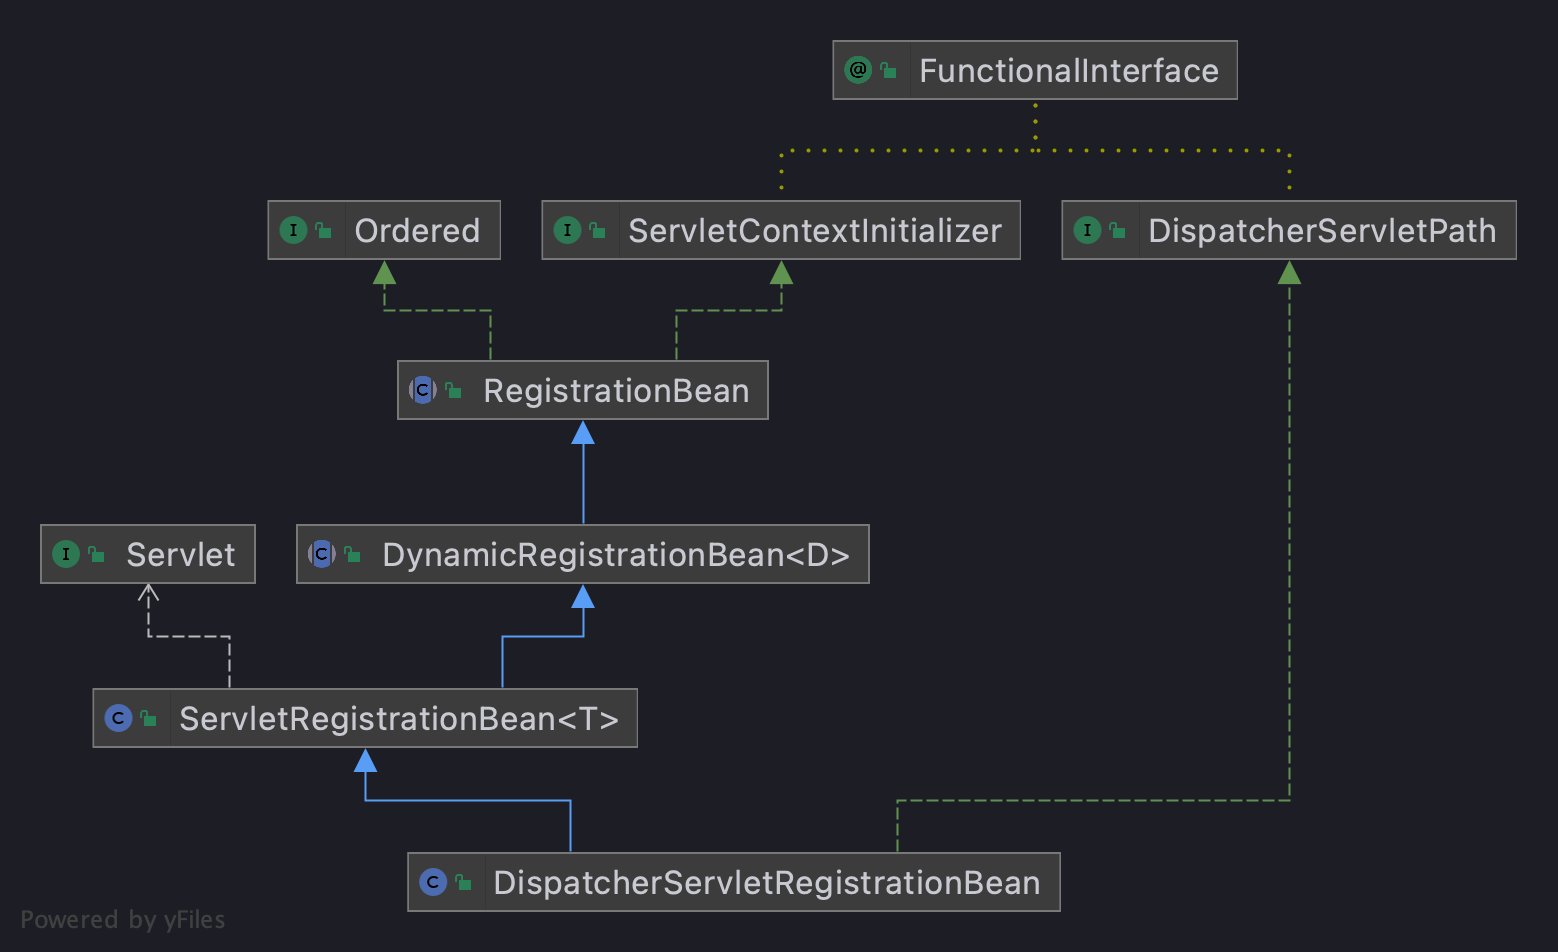 @ FunctionalInterface
I Ordered
I ServletContextInitializer
I DispatcherServletPath
C RegistrationBean
I Servlet
C DynamicRegistrationBean<D>
C ServletRegistrationBean<T>
C DispatcherServletRegistrationBean
Powered by yFiles